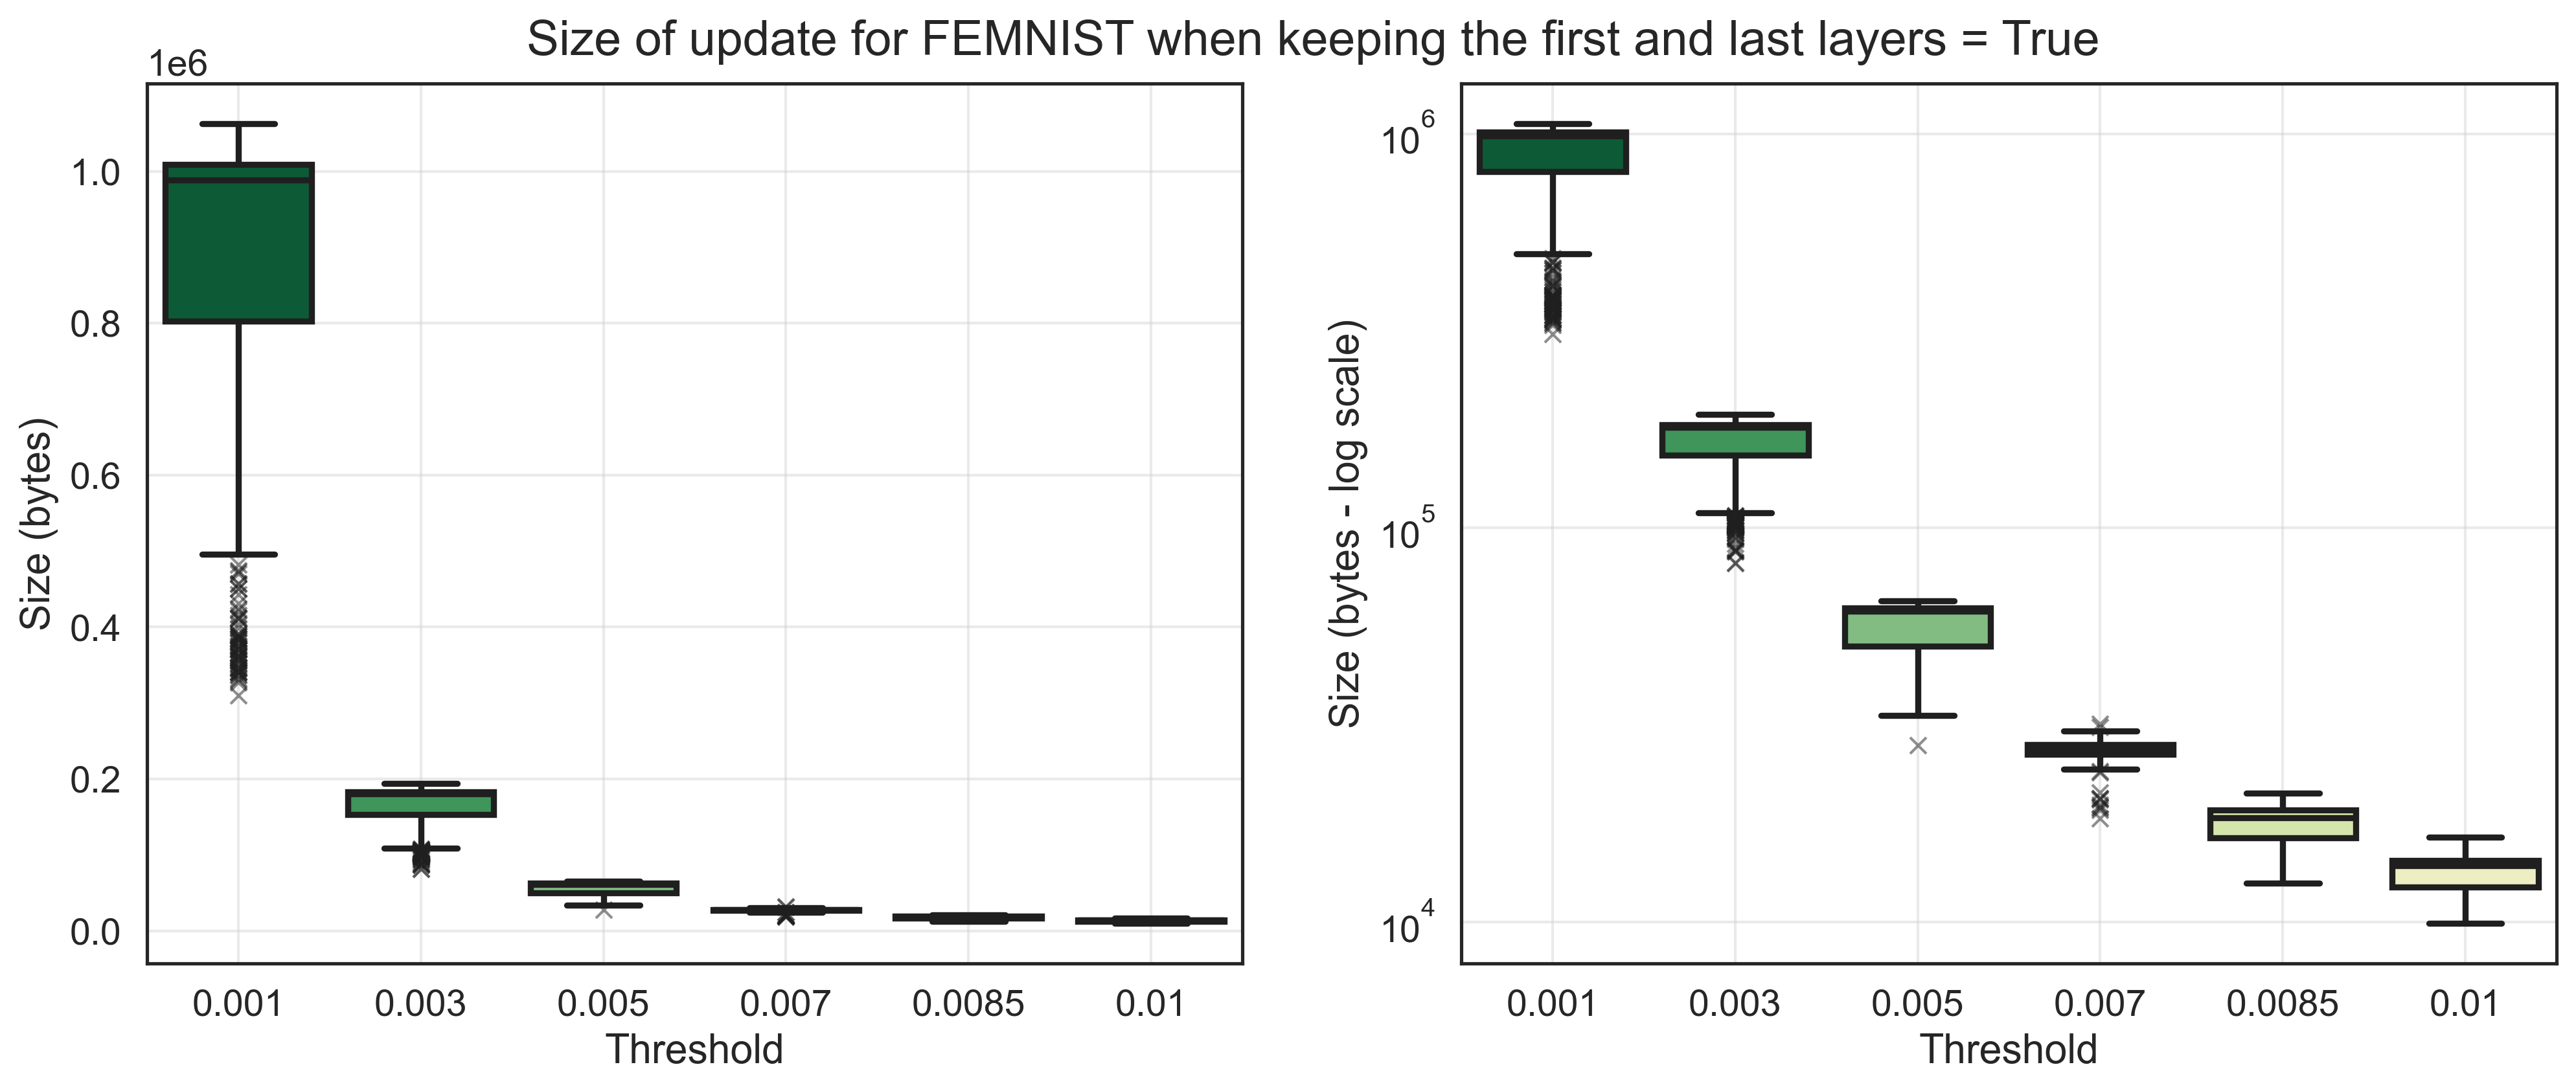 Size of update for FEMNIST when keeping the first and last layers = True
1e6
1.0
0.8
0.6
0.4
0.2
0.0
Size (bytes)
0.001 0.003 0.005 0.007 0.0085 0.01
Threshold
10^6
10^5
10^4
Size (bytes - log scale)
0.001 0.003 0.005 0.007 0.0085 0.01
Threshold